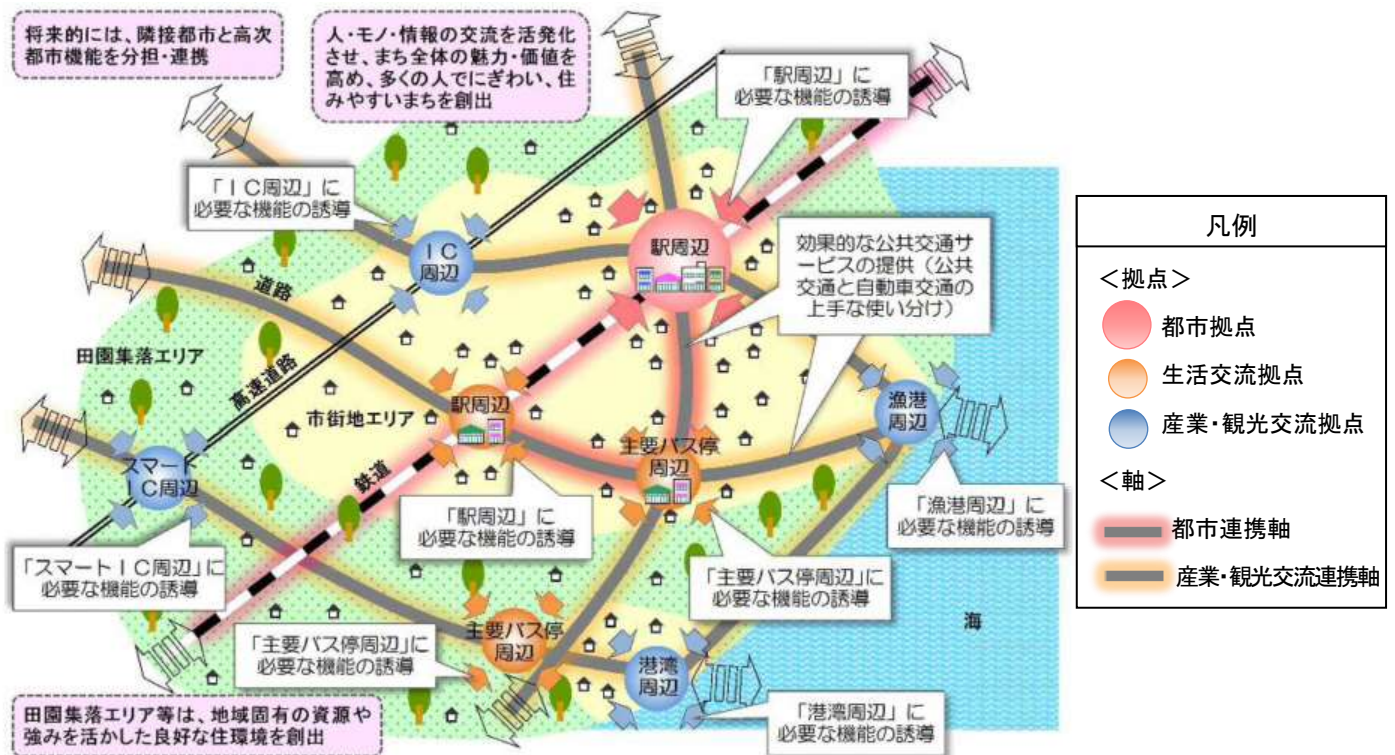 将来的には、隣接都市と高次
都市機能を分担・連携
人・モノ・情報の交流を活発化
させ、まち全体の魅力・価値を
高め、多くの人でにぎわい、住
みやすいまちを創出
「駅周辺」に
必要な機能の誘導
「ＩＣ周辺」に
必要な機能の誘導
ＩＣ
周辺
駅周辺
効果的な公共交通サ
ービスの提供（公共
交通と自動車交通の
上手な使い分け）
道路
田園集落エリア
高速道路
市街地エリア
駅周辺
主要バス停
周辺
漁港
周辺
スマート
ＩＣ周辺
鉄道
「駅周辺」に
必要な機能の誘導
「漁港周辺」に
必要な機能の誘導
「スマートＩＣ周辺」に
必要な機能の誘導
「主要バス停周辺」に
必要な機能の誘導
海
「主要バス停周辺」に
必要な機能の誘導
主要バス停
周辺
港湾
周辺
「港湾周辺」に
必要な機能の誘導
田園集落エリア等は、地域固有の資源や
強みを活かした良好な住環境を創出
凡例
＜拠点＞
都市拠点
生活交流拠点
産業・観光交流拠点
＜軸＞
都市連携軸
産業・観光交流連携軸